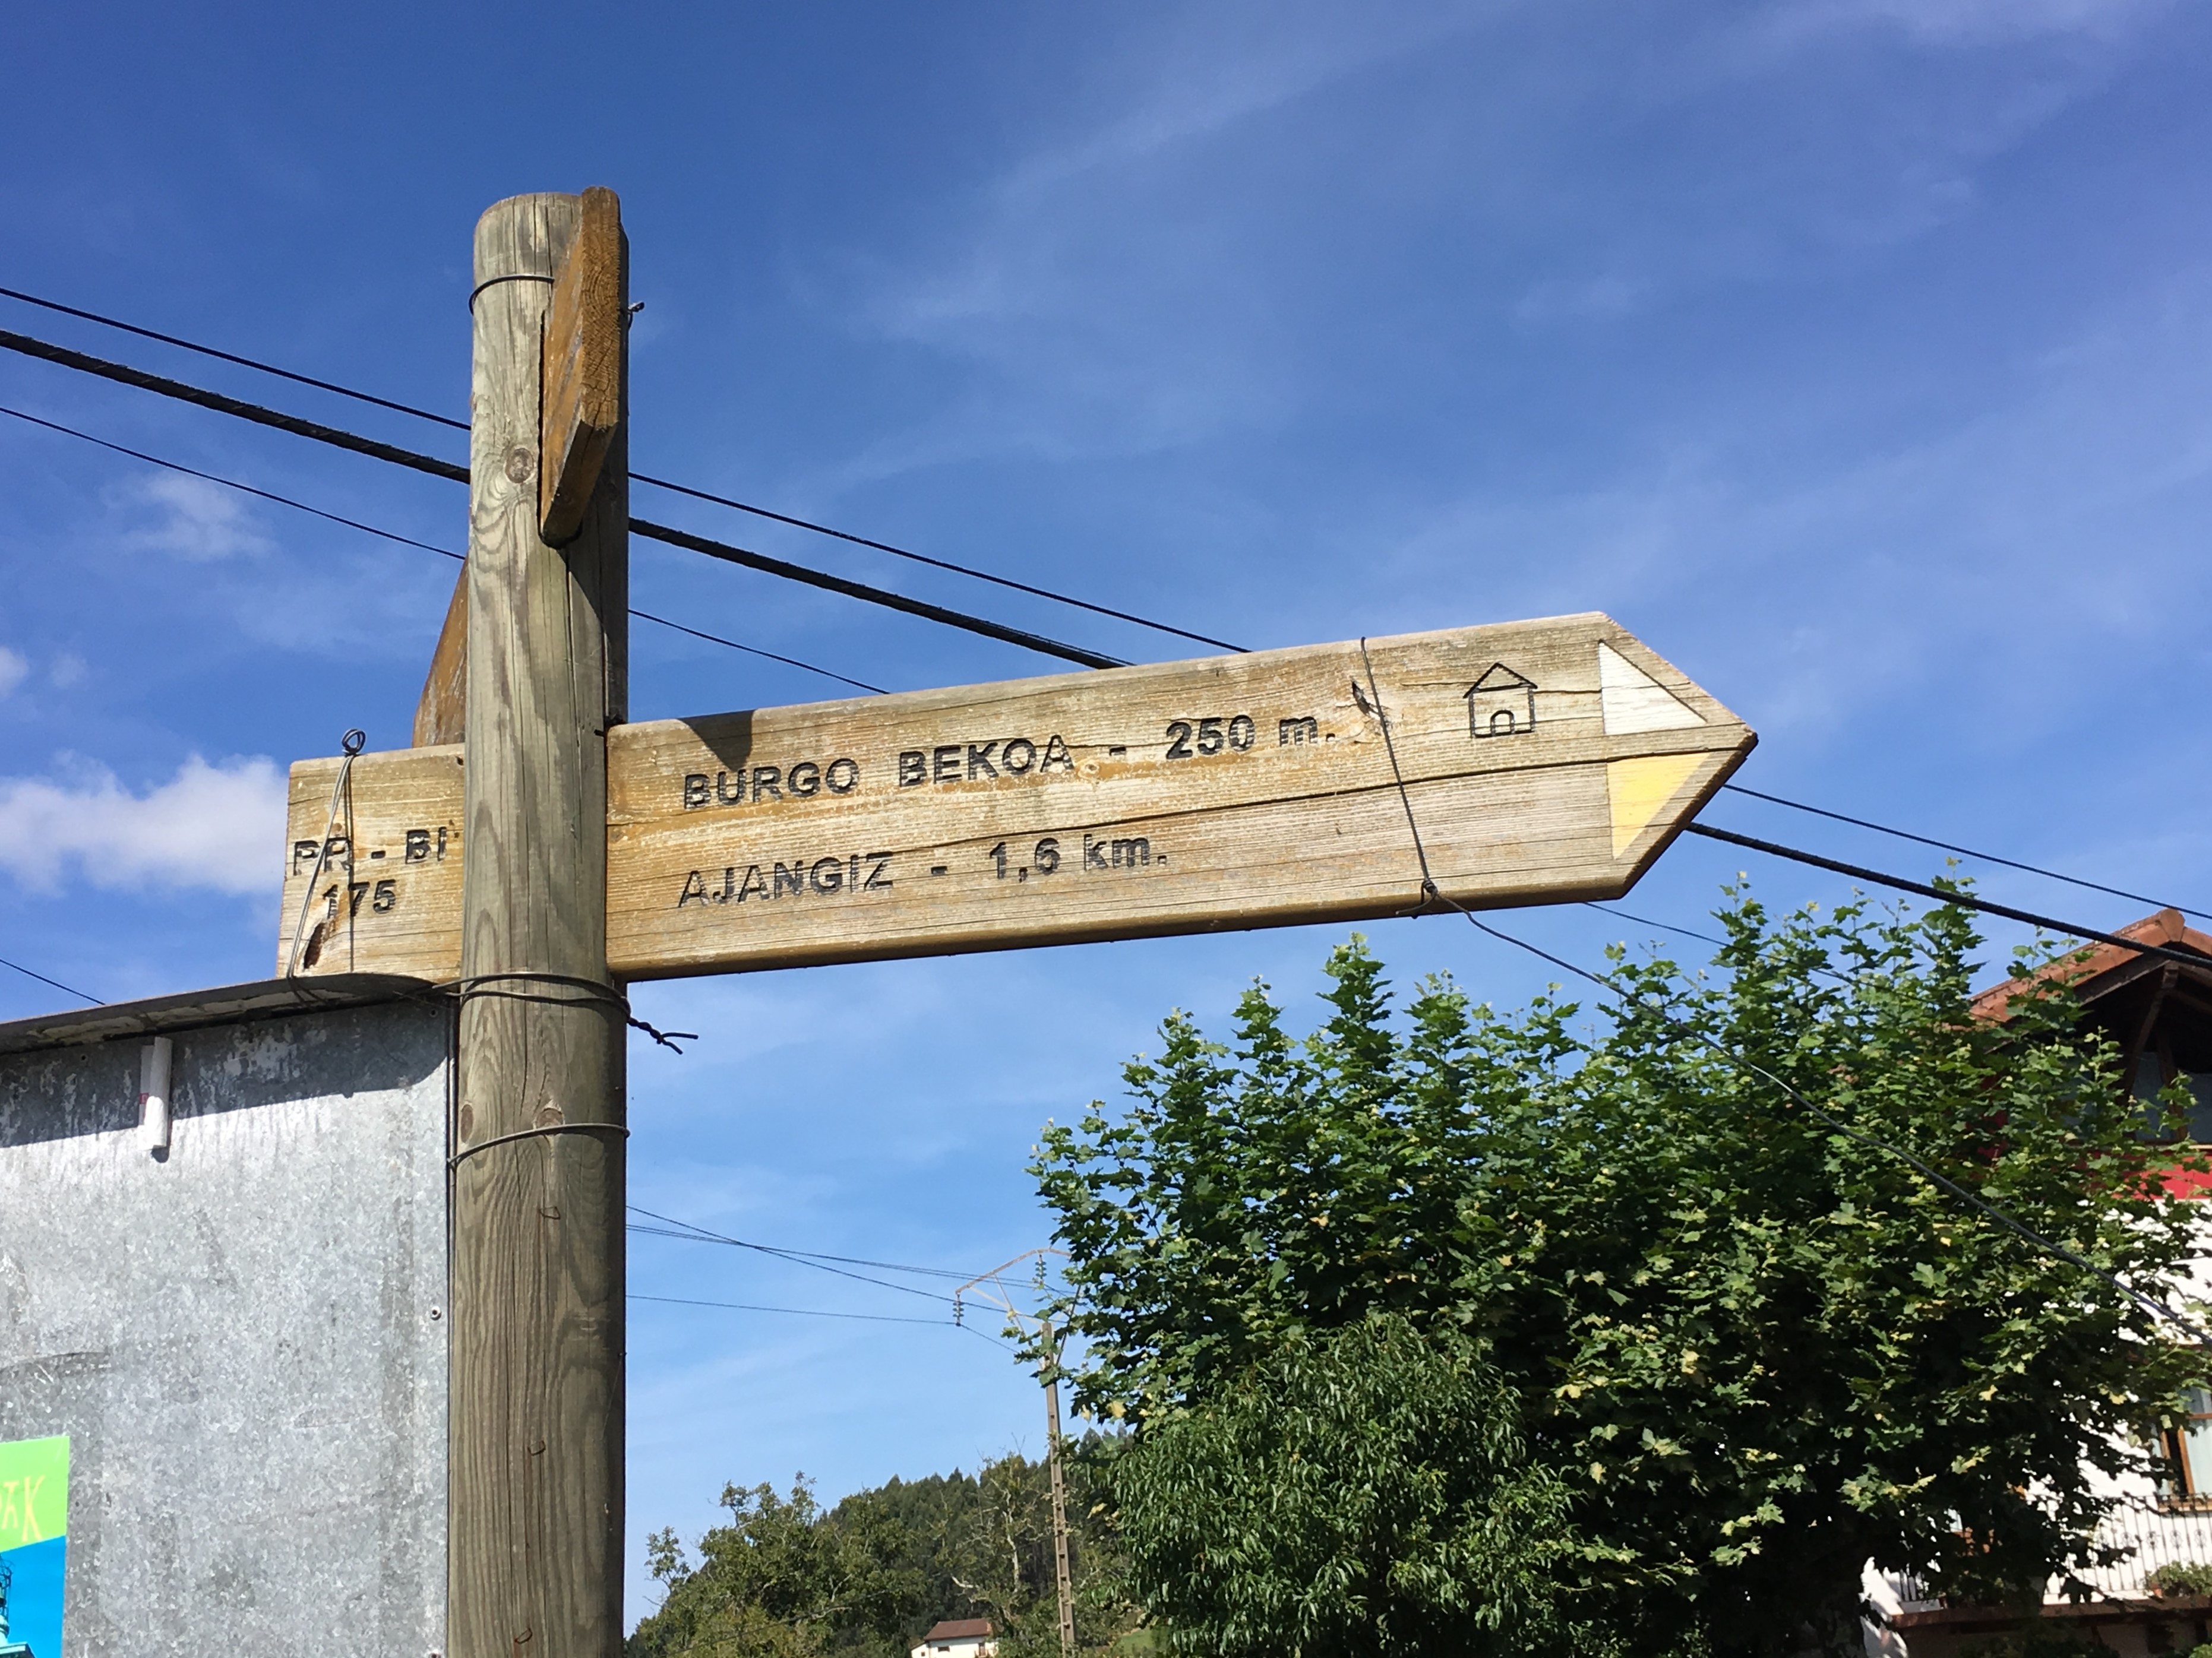 PR - BI
175
BURGO BEKOA - 250 m.
AJANGIZ - 1,6 km.